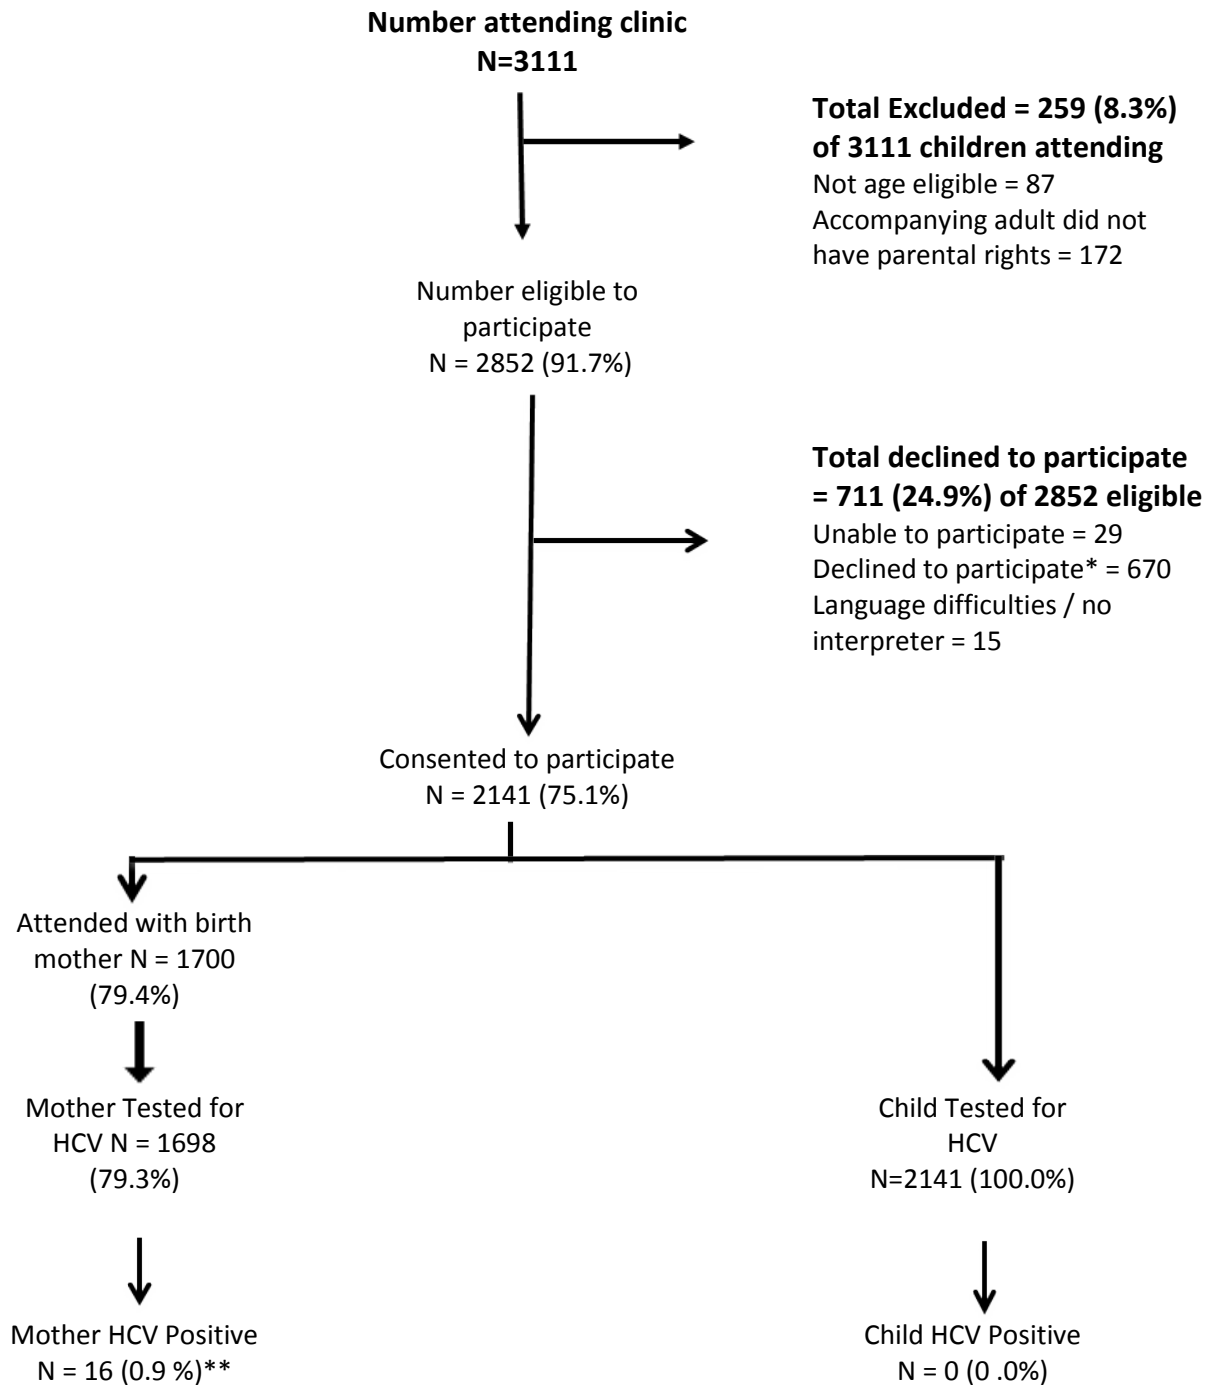 Number attending clinic
N=3111
Total Excluded = 259 (8.3%)
of 3111 children attending
Not age eligible = 87
Accompanying adult did not
have parental rights = 172
Number eligible to
participate
N = 2852 (91.7%)
Total declined to participate
= 711 (24.9%) of 2852 eligible
Unable to participate = 29
Declined to participate* = 670
Language difficulties / no
interpreter = 15
Consented to participate
N = 2141 (75.1%)
Attended with birth
mother N = 1700
(79.4%)
Mother Tested for
HCV N = 1698
(79.3%)
Child Tested for
HCV
N=2141 (100.0%)
Mother HCV Positive
N = 16 (0.9 %)**
Child HCV Positive
N = 0 (0 .0%)